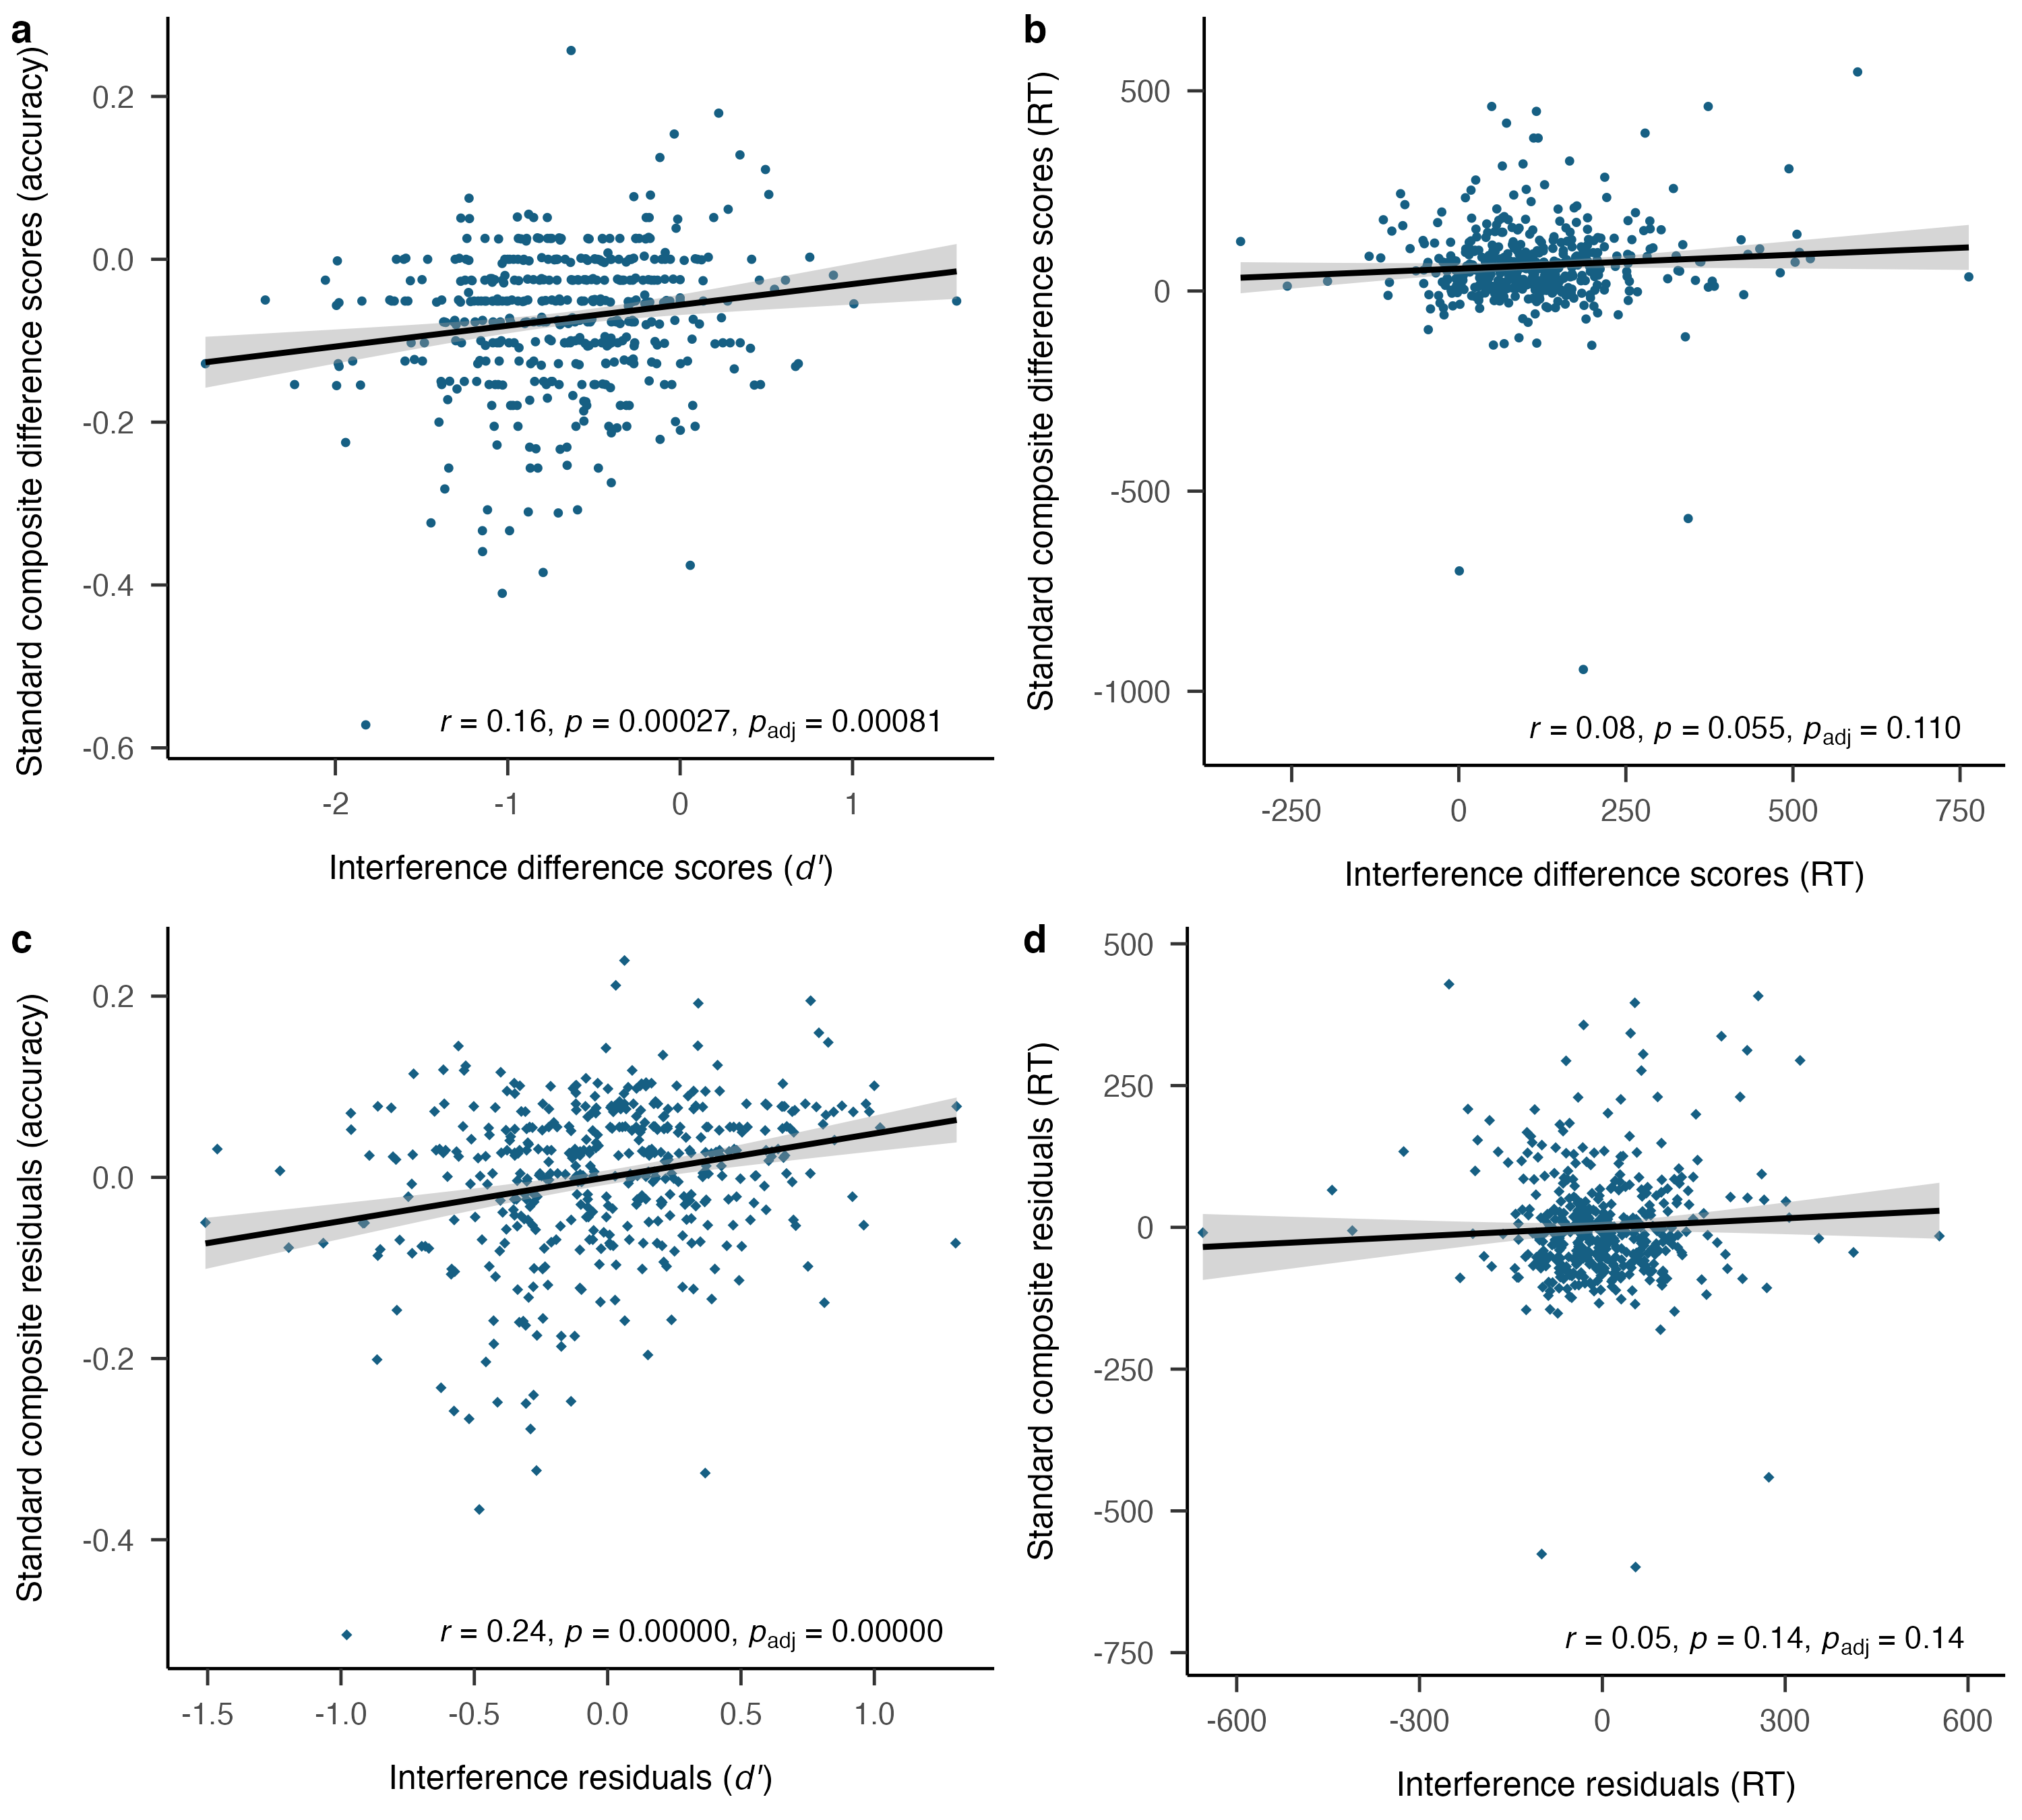 a
Standard composite difference scores (accuracy)
0.2
0.0
-0.2
-0.4
-0.6
r = 0.16, p = 0.00027, padj = 0.00081
-2 -1 0 1
Interference difference scores (d')
b
Standard composite difference scores (RT)
500
0
-500
-1000
r = 0.08, p = 0.055, padj = 0.110
-250 0 250 500 750
Interference difference scores (RT)
c
Standard composite residuals (accuracy)
0.2
0.0
-0.2
-0.4
r = 0.24, p = 0.00000, padj = 0.00000
-1.5 -1.0 -0.5 0.0 0.5 1.0
Interference residuals (d')
d
Standard composite residuals (RT)
500
250
0
-250
-500
-750
r = 0.05, p = 0.14, padj = 0.14
-600 -300 0 300 600
Interference residuals (RT)